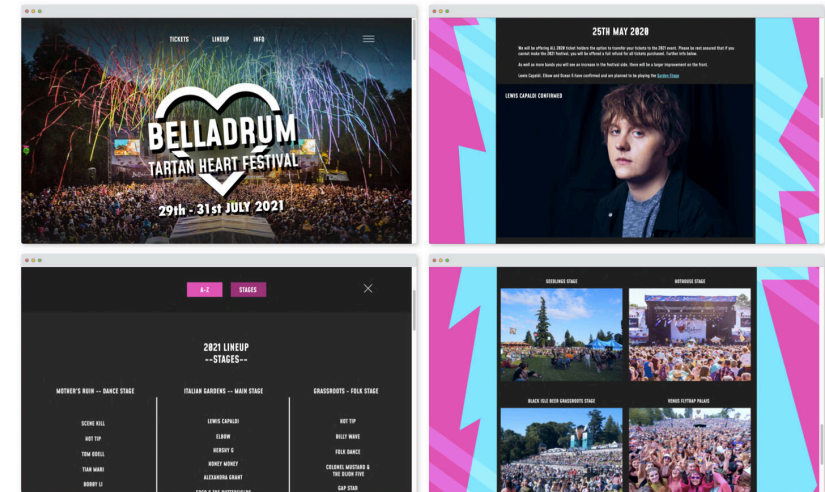 TICKETS LINEUP INFO
BELLADRUM
TARTAN HEART FESTIVAL
29th - 31st JULY 2021
25TH MAY 2020
We will be offering ALL 2020 ticket holders the option to transfer your tickets to the 2021 event. Please be rest assured that if you
cannot make the 2021 festival, you will be offered a full refund for all tickets purchased. Further info below.
As well as more bands you will see an increase in the festival side, there will be a larger improvement on the front.
Lewis Capaldi, Elbow and Ocean S have confirmed and are planned to be playing the Garden Stage
LEWIS CAPALDI CONFIRMED
A-Z STAGES
2021 LINEUP
--STAGES--
MOTHER'S RUIN -- DANCE STAGE
SCENE KILL
HOT TIP
TOM ODELL
TIAN MARI
BOBBY LI
ITALIAN GARDENS -- MAIN STAGE
LEWIS CAPALDI
ELBOW
HERSHY G
HONEY MONEY
ALEXANDRA GRANT
GRASSROOTS - FOLK STAGE
HOT TIP
BILLY WAVE
FOLK DANCE
COLONEL MUSTARD &
THE DIJON FIVE
GAP STAR
SEEDLINGS STAGE
HOTHOUSE STAGE
BLACK ISLE BEER GRASSROOTS STAGE
VENUS FLYTRAP PALAIS